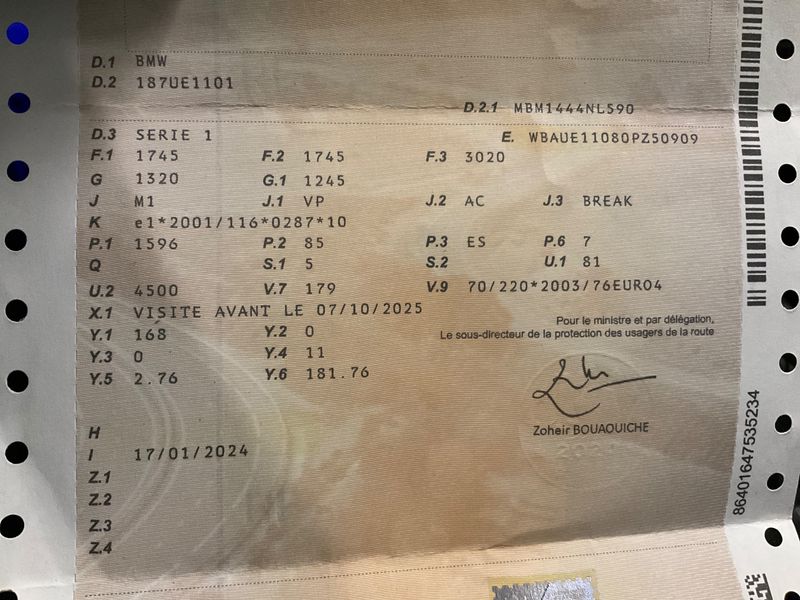 D.1 BMW
D.2 187UE1101
D.2.1 MBM1444NL590
D.3 SERIE 1 E. WBAUE11080PZ50909
F.1 1745 F.2 1745 F.3 3020
G 1320 G.1 1245
J M1 J.1 VP J.2 AC J.3 BREAK
K e1*2001/116*0287*10
P.1 1596 P.2 85 P.3 ES P.6 7
Q S.1 5 S.2 U.1 81
U.2 4500 V.7 179 V.9 70/220*2003/76EURO4
X.1 VISITE AVANT LE 07/10/2025
Pour le ministre et par délégation,
Y.1 168 Y.2 0 Le sous-directeur de la protection des usagers de la route
Y.3 0 Y.4 11
Y.5 2.76 Y.6 181.76
Zoheir BOUAOUICHE
H
I 17/01/2024
Z.1
Z.2
Z.3
Z.4
86401647535234